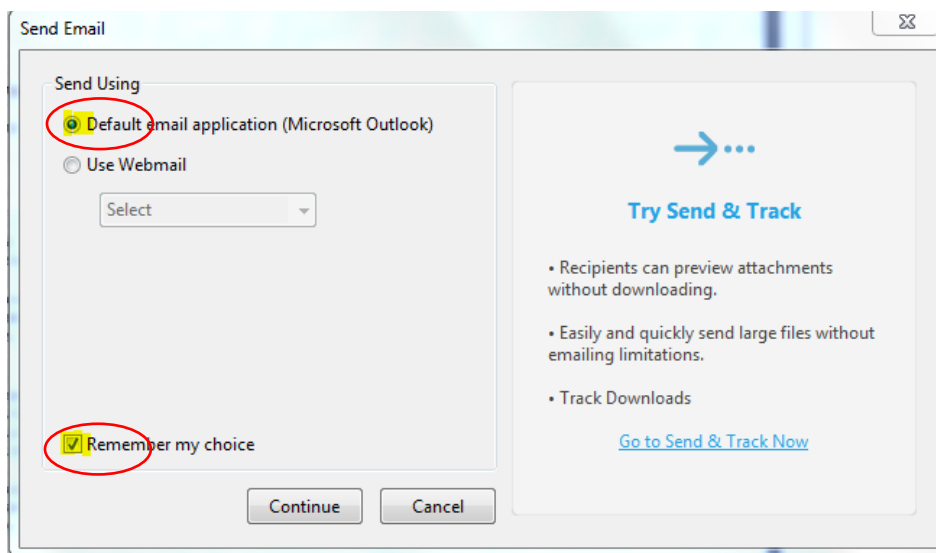 Send Email
Send Using
Default email application (Microsoft Outlook)
Use Webmail
Select
Remember my choice
Continue
Cancel
Try Send & Track
• Recipients can preview attachments
without downloading.
• Easily and quickly send large files without
emailing limitations.
• Track Downloads
Go to Send & Track Now